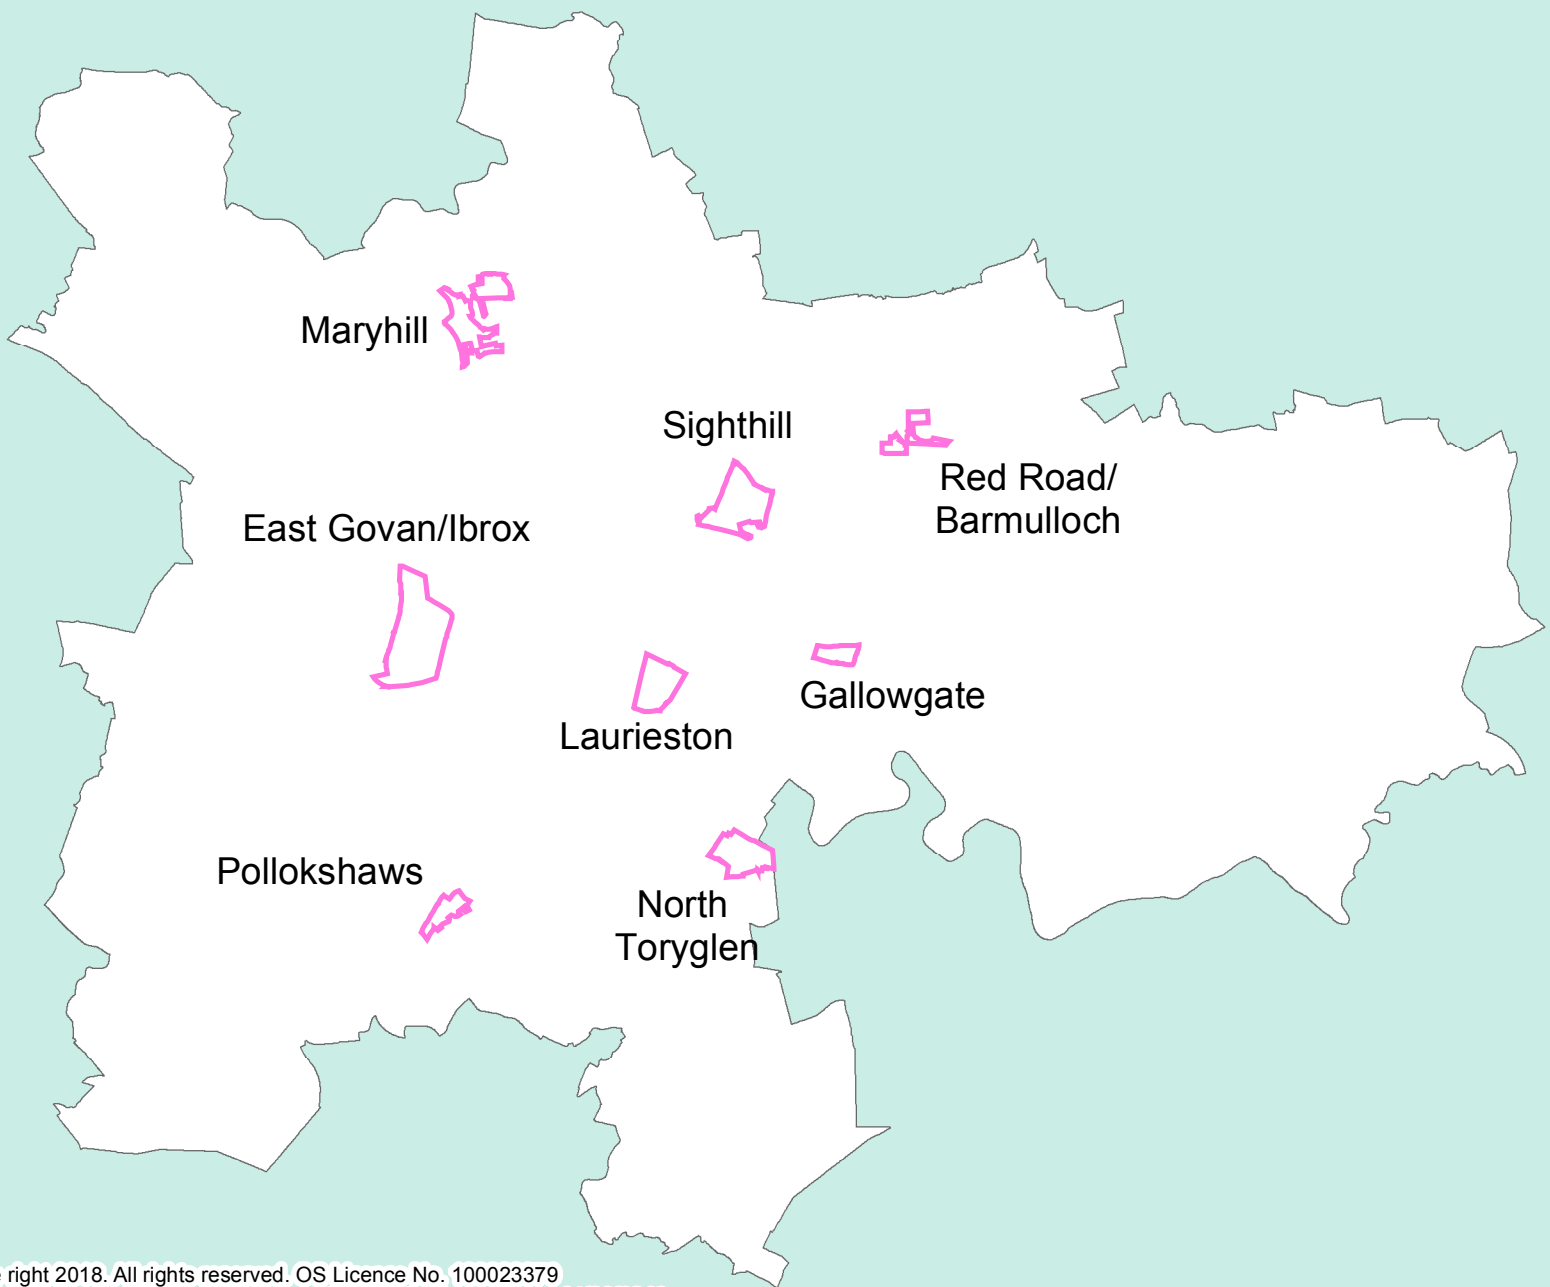 Maryhill
Sighthill
Red Road/
Barmulloch
East Govan/Ibrox
Gallowgate
Laurieston
Pollokshaws
North
Toryglen
right 2018. All rights reserved. OS Licence No. 100023379